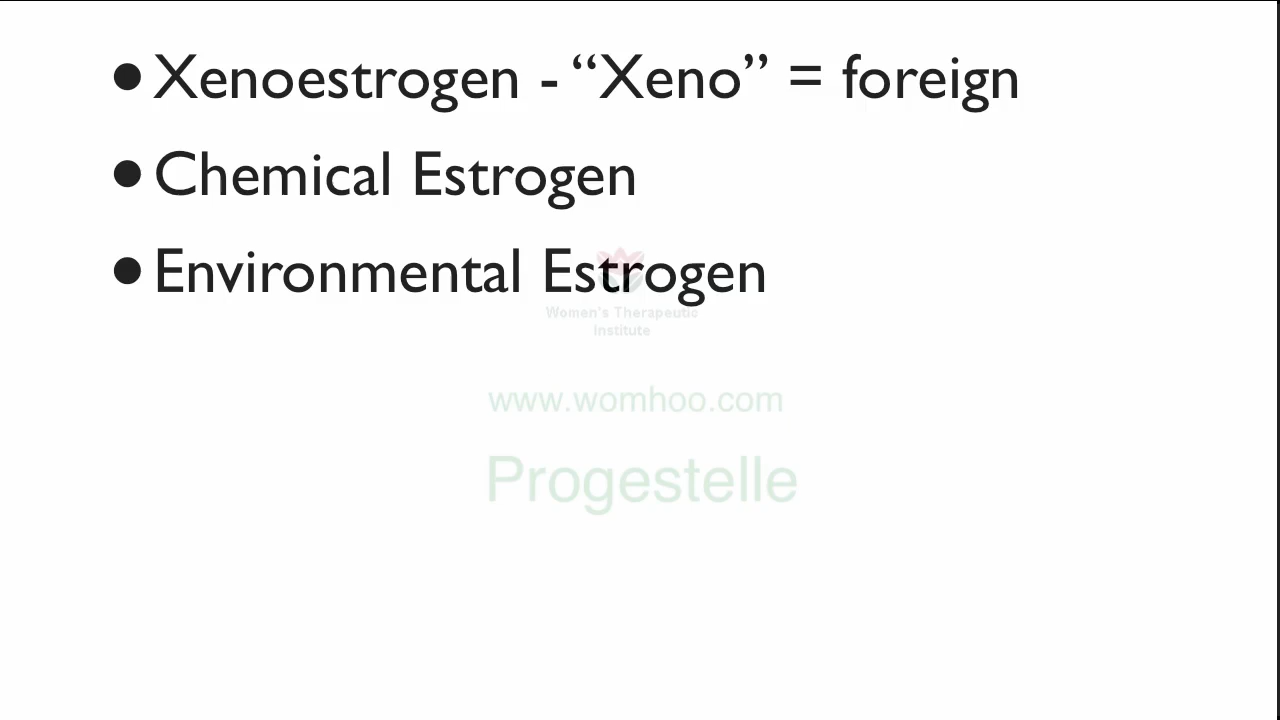 • Xenoestrogen - “Xeno” = foreign
• Chemical Estrogen
• Environmental Estrogen
Women's Therapeutic
Institute
www.womhoo.com
Progestelle